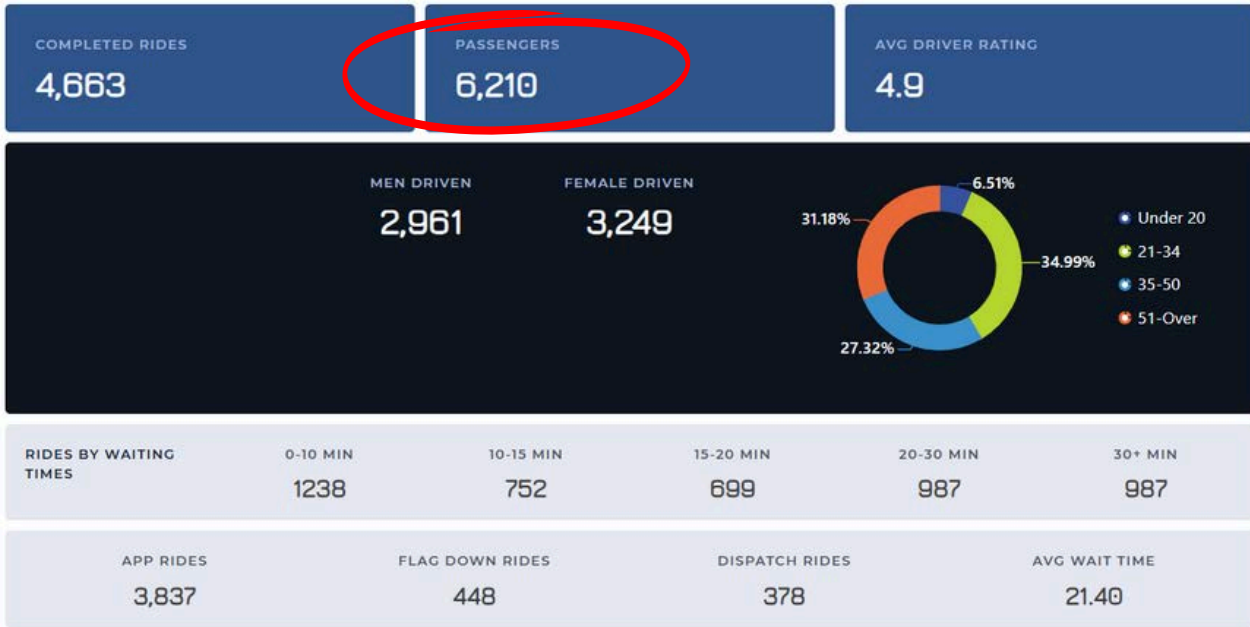 COMPLETED RIDES
4,663
PASSENGERS
6,210
AVG DRIVER RATING
4.9
MEN DRIVEN
2,961
FEMALE DRIVEN
3,249
6.51%
31.18%
34.99%
27.32%
Under 20
21-34
35-50
51-Over
RIDES BY WAITING
TIMES
0-10 MIN
1238
10-15 MIN
752
15-20 MIN
699
20-30 MIN
987
30+ MIN
987
APP RIDES
3,837
FLAG DOWN RIDES
448
DISPATCH RIDES
378
AVG WAIT TIME
21.40